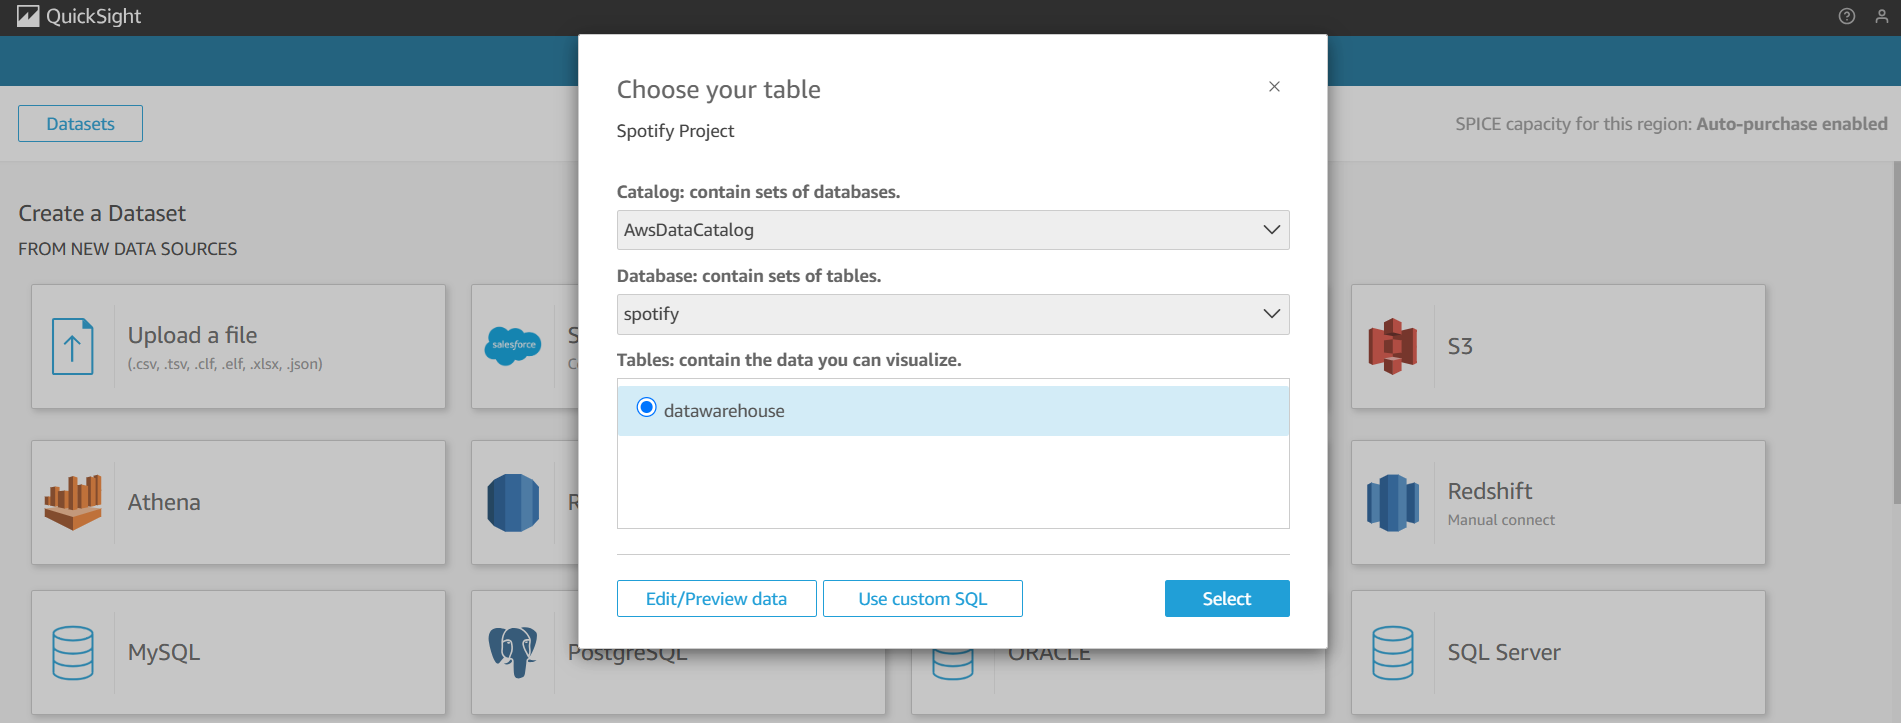 QuickSight
Datasets
SPICE capacity for this region: Auto-purchase enabled
Choose your table
Spotify Project
Catalog: contain sets of databases.
AwsDataCatalog
Database: contain sets of tables.
spotify
Tables: contain the data you can visualize.
datawarehouse
Edit/Preview data
Use custom SQL
Select
Create a Dataset
FROM NEW DATA SOURCES
Upload a file
(.csv, .tsv, .clf, .elf, .xlsx, .json)
salesforce
S3
Athena
Redshift
Manual connect
MySQL
PostgreSQL
ORACLE
SQL Server